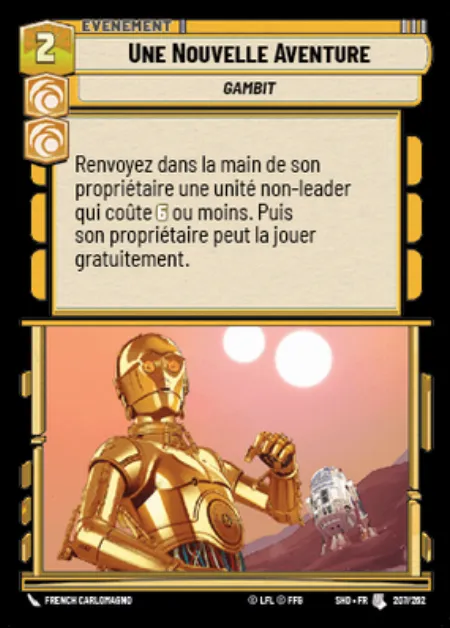 ÉVÉNEMENT
2
UNE NOUVELLE AVENTURE
GAMBIT
Renvoyez dans la main de son
propriétaire une unité non-leader
qui coûte 6 ou moins. Puis
son propriétaire peut la jouer
gratuitement.
FRENCH CARLOMAGNO
© LFL © FFG
SHD • FR
207/262